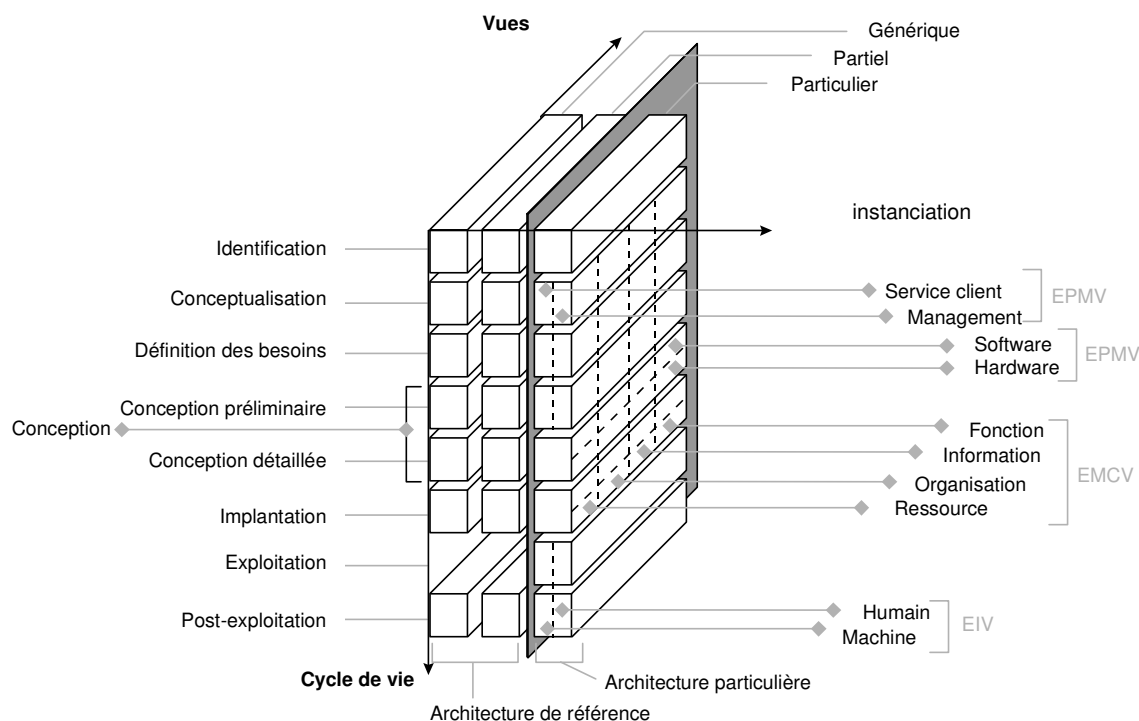 Vues
Générique
Partiel
Particulier
instanciation
Identification
Conceptualisation
Définition des besoins
Conception préliminaire
Conception
Conception détaillée
Implantation
Exploitation
Post-exploitation
Service client
Management
EPMV
Software
Hardware
EPMV
Fonction
Information
Organisation
Ressource
EMCV
Humain
Machine
EIV
Cycle de vie
Architecture particulière
Architecture de référence